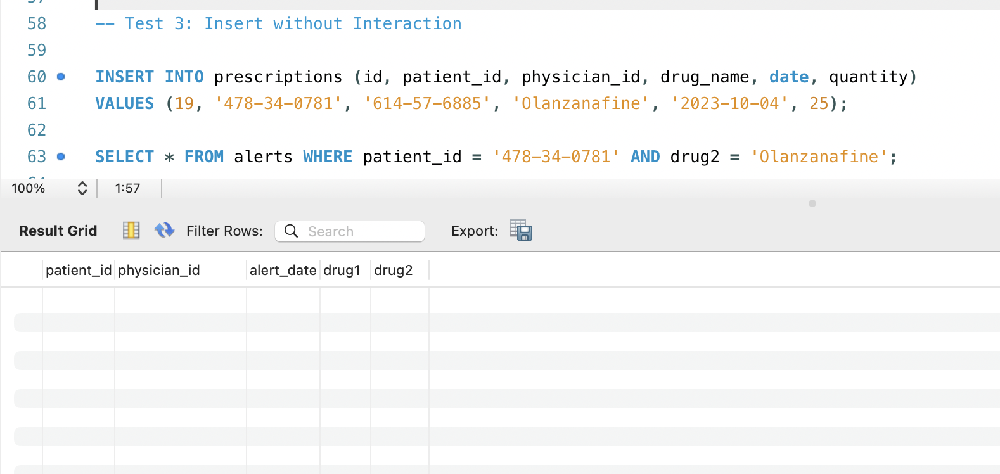 58 -- Test 3: Insert without Interaction
59
60 INSERT INTO prescriptions (id, patient_id, physician_id, drug_name, date, quantity)
61 VALUES (19, '478-34-0781', '614-57-6885', 'Olanzanafine', '2023-10-04', 25);
62
63 SELECT * FROM alerts WHERE patient_id = '478-34-0781' AND drug2 = 'Olanzanafine';
100% 1:57
Result Grid Filter Rows: Search Export:
patient_id physician_id alert_date drug1 drug2